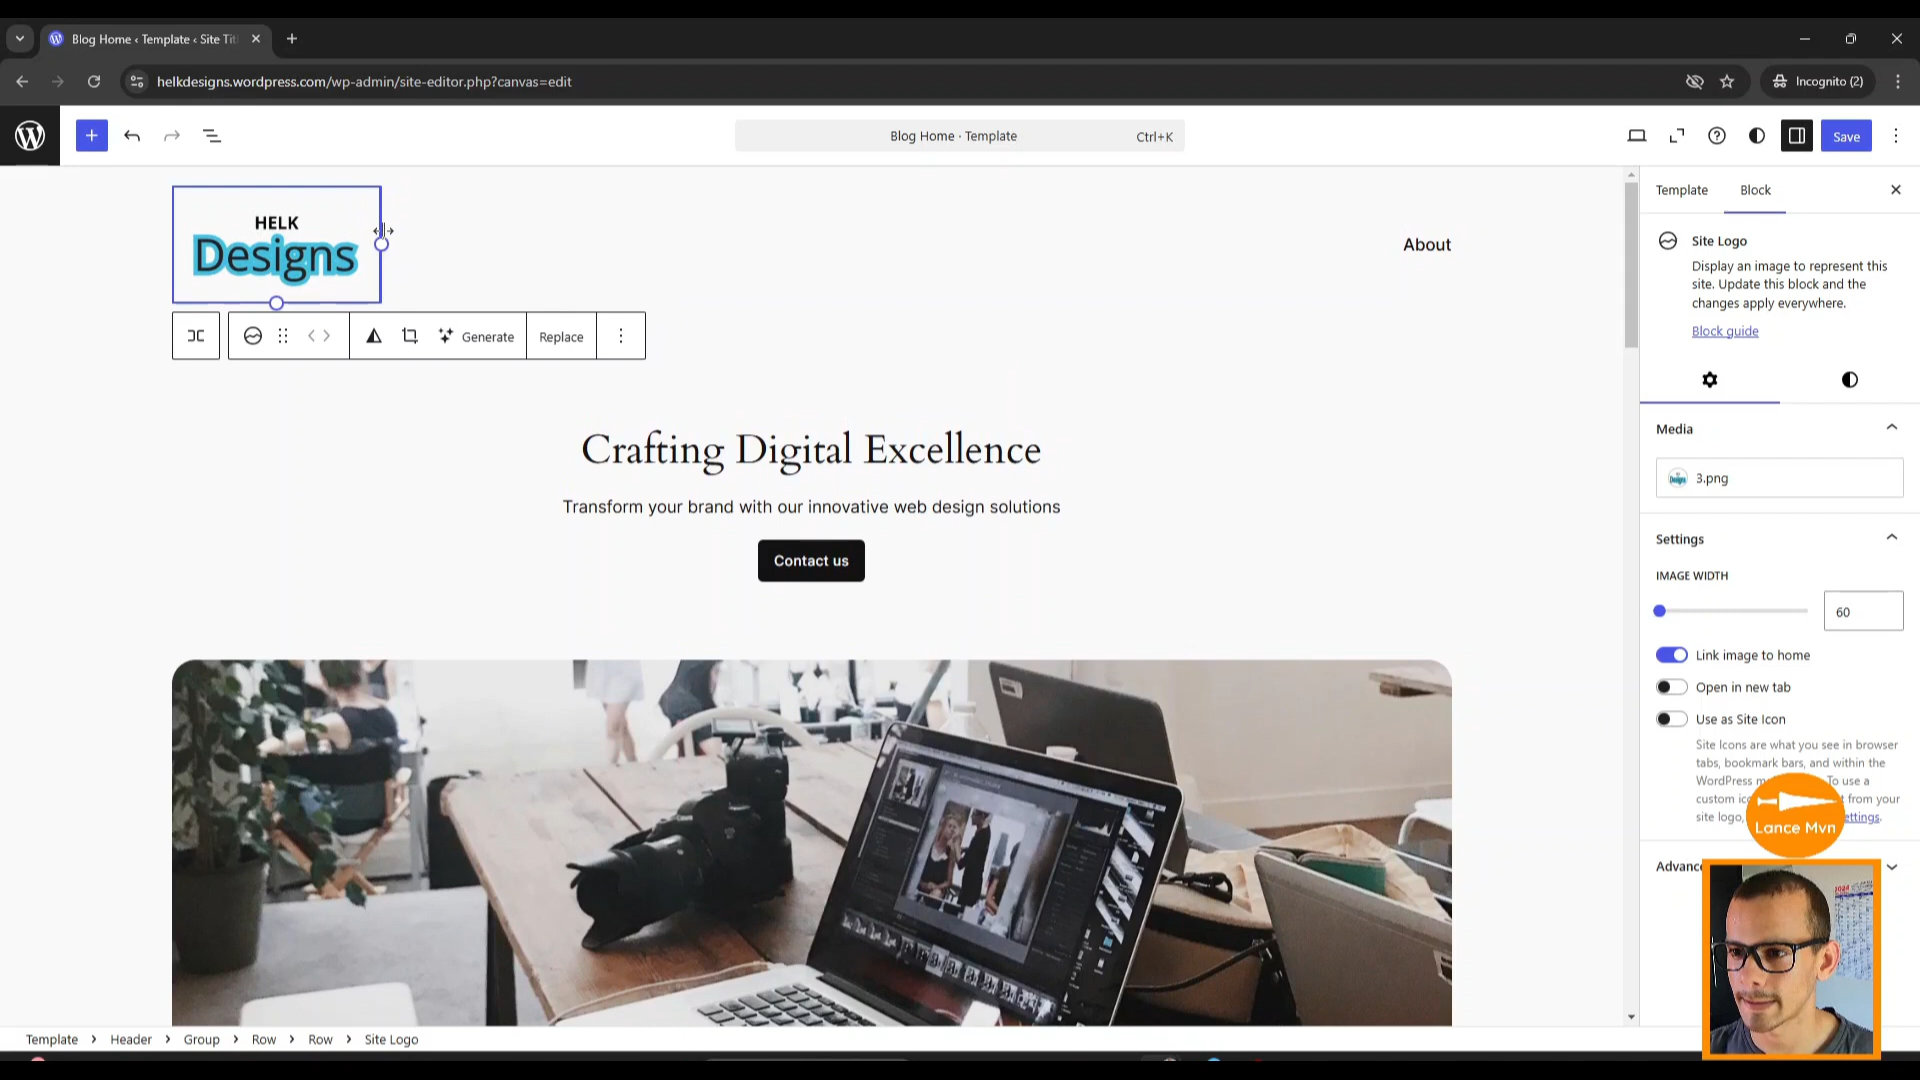 Blog Home ‹ Template ‹ Site Tit
helkdesigns.wordpress.com/wp-admin/site-editor.php?canvas=edit
Incognito (2)
Blog Home · Template
Ctrl+K
Save
HELK
Designs
About
Generate
Replace
Crafting Digital Excellence
Transform your brand with our innovative web design solutions
Contact us
Template
Block
Site Logo
Display an image to represent this
site. Update this block and the
changes apply everywhere.
Block guide
Media
3.png
Settings
IMAGE WIDTH
60
Link image to home
Open in new tab
Use as Site Icon
Site Icons are what you see in browser
tabs, bookmark bars, and within the
WordPress To use a
custom from your
site logo, ettings.
Lance Mvn
Advanc
2024
Template > Header > Group > Row > Row > Site Logo